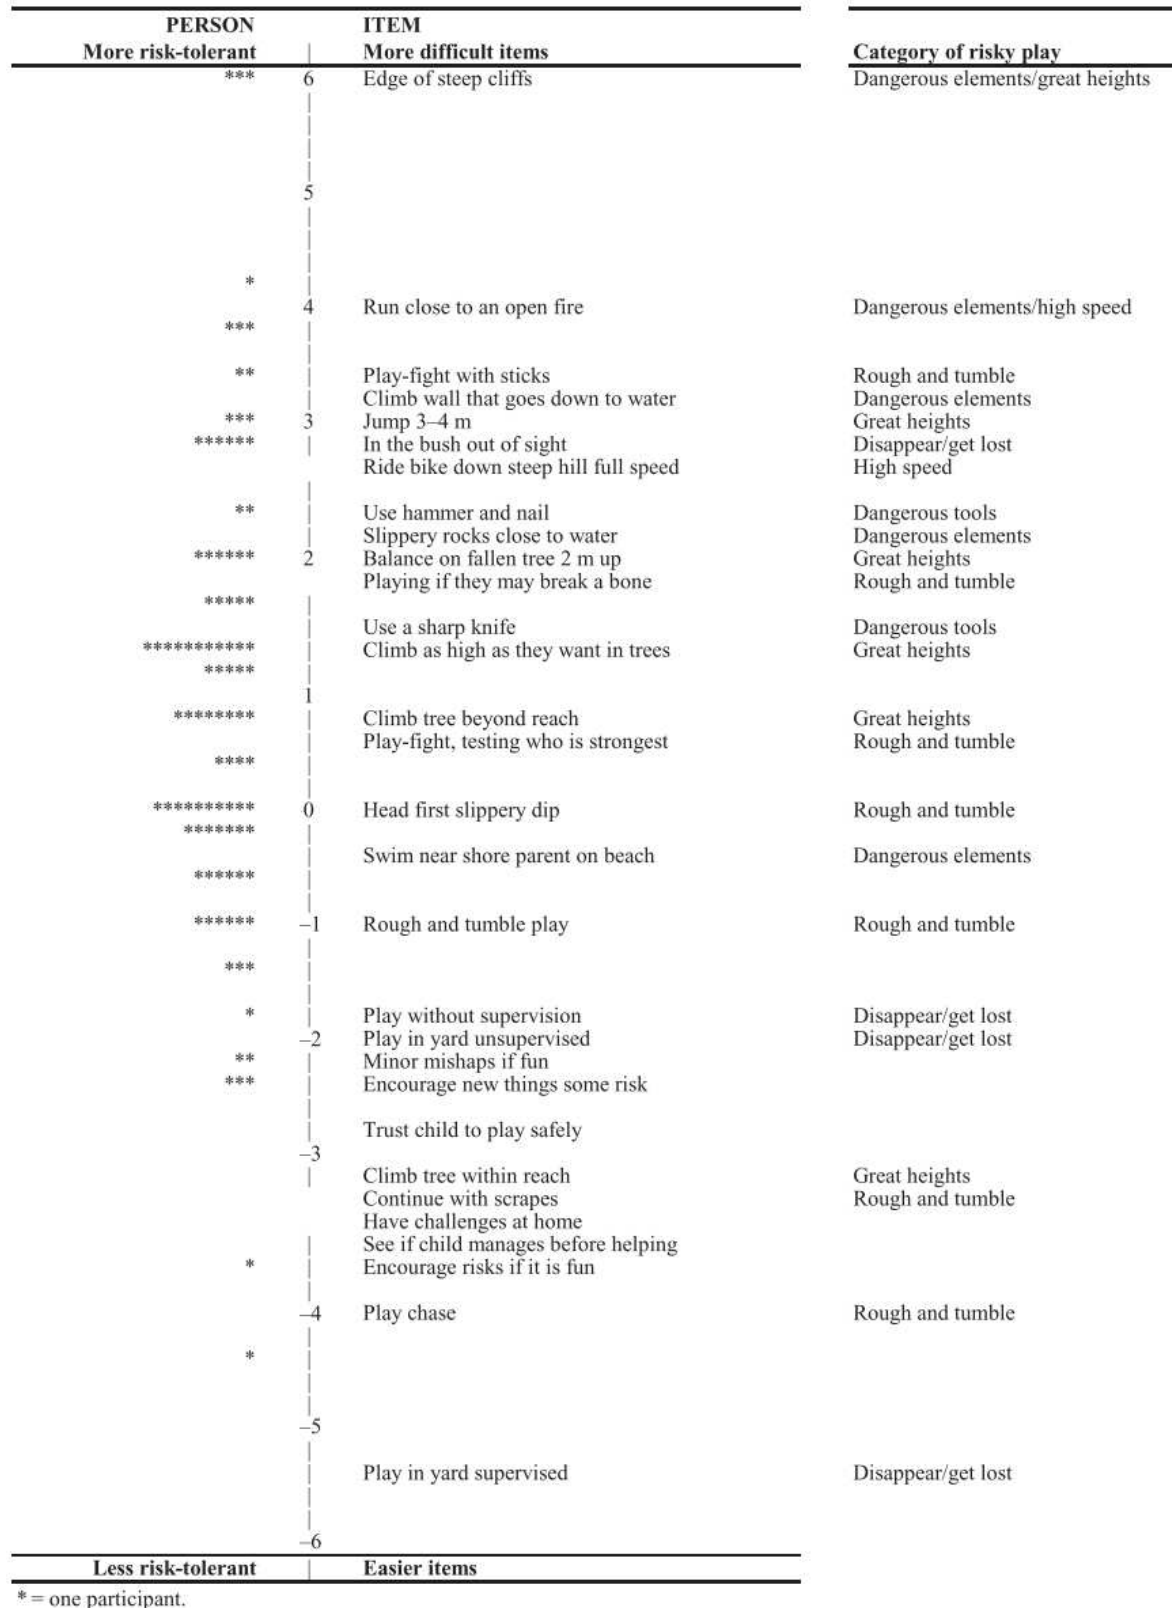 PERSON ITEM
More risk-tolerant | More difficult items Category of risky play
*** 6 Edge of steep cliffs Dangerous elements/great heights
5
*
4 Run close to an open fire Dangerous elements/high speed
***
** Play-fight with sticks Rough and tumble
Climb wall that goes down to water Dangerous elements
*** 3 Jump 3–4 m Great heights
****** In the bush out of sight Disappear/get lost
Ride bike down steep hill full speed High speed
** Use hammer and nail Dangerous tools
Slippery rocks close to water Dangerous elements
****** 2 Balance on fallen tree 2 m up Great heights
Playing if they may break a bone Rough and tumble
*****
Use a sharp knife Dangerous tools
*********** Climb as high as they want in trees Great heights
*****
1
******** Climb tree beyond reach Great heights
Play-fight, testing who is strongest Rough and tumble
****
********** 0 Head first slippery dip Rough and tumble
*******
Swim near shore parent on beach Dangerous elements
******
****** –1 Rough and tumble play Rough and tumble
***
* Play without supervision Disappear/get lost
–2 Play in yard unsupervised Disappear/get lost
** Minor mishaps if fun
*** Encourage new things some risk
Trust child to play safely
–3
Climb tree within reach Great heights
Continue with scrapes Rough and tumble
Have challenges at home
See if child manages before helping
* Encourage risks if it is fun
–4 Play chase Rough and tumble
*
–5
Play in yard supervised Disappear/get lost
–6
Less risk-tolerant | Easier items
* = one participant.